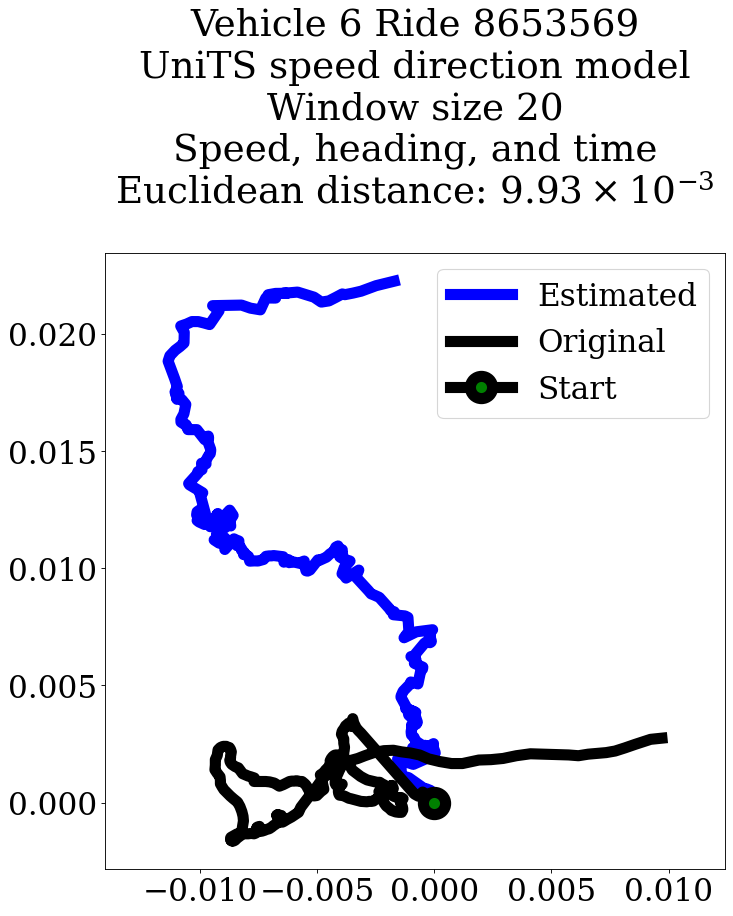 Vehicle 6 Ride 8653569
UniTS speed direction model
Window size 20
Speed, heading, and time
Euclidean distance: 9.93 × 10⁻³
Estimated
Original
Start
0.020
0.015
0.010
0.005
0.000
−0.010 −0.005 0.000 0.005 0.010